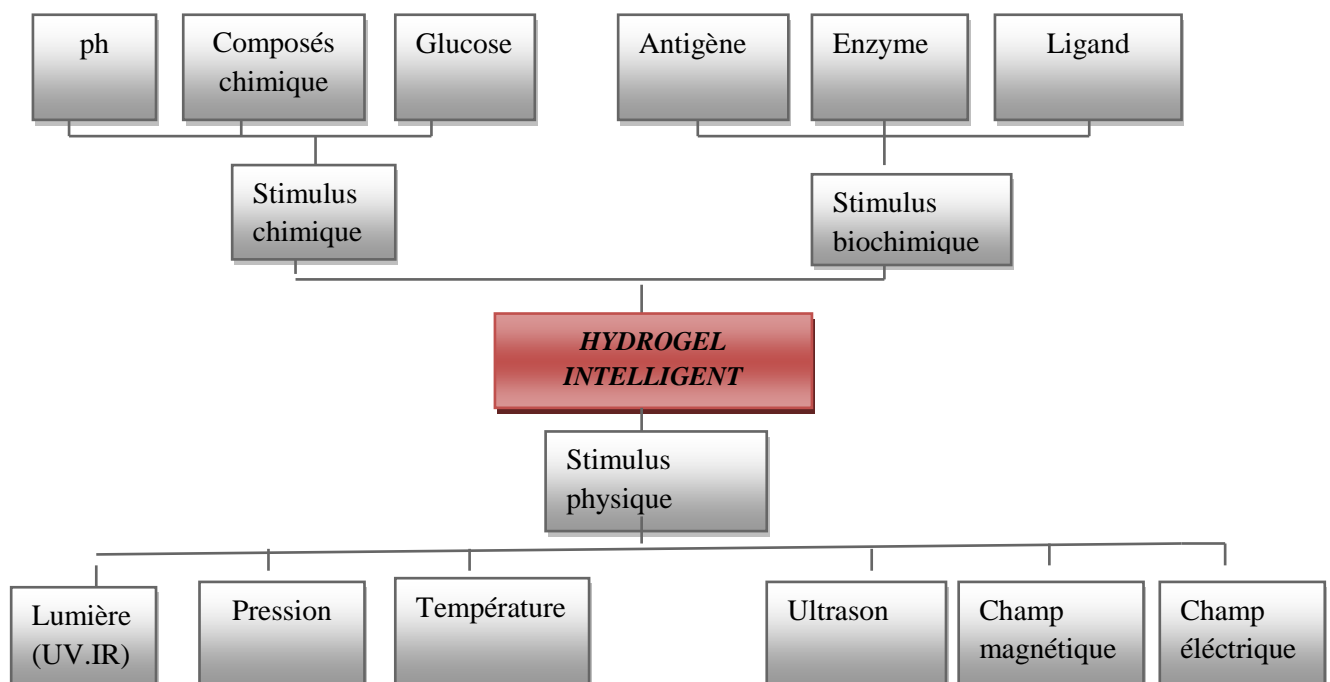 ph
Composés
chimique
Glucose
Antigène
Enzyme
Ligand
Stimulus
chimique
Stimulus
biochimique
HYDROGEL
INTELLIGENT
Stimulus
physique
Lumière
(UV.IR)
Pression
Température
Ultrason
Champ
magnétique
Champ
éléctrique